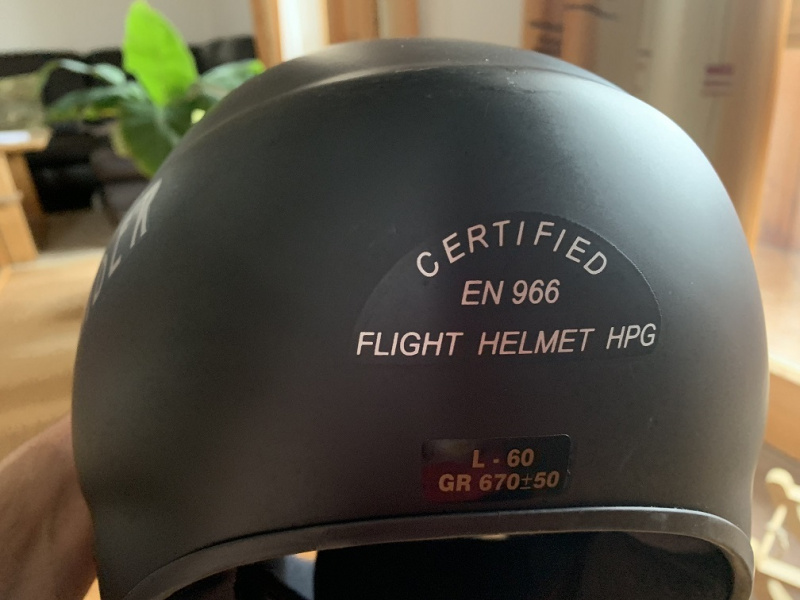 CERTIFIED
EN 966
FLIGHT HELMET HPG
L - 60
GR 670±50